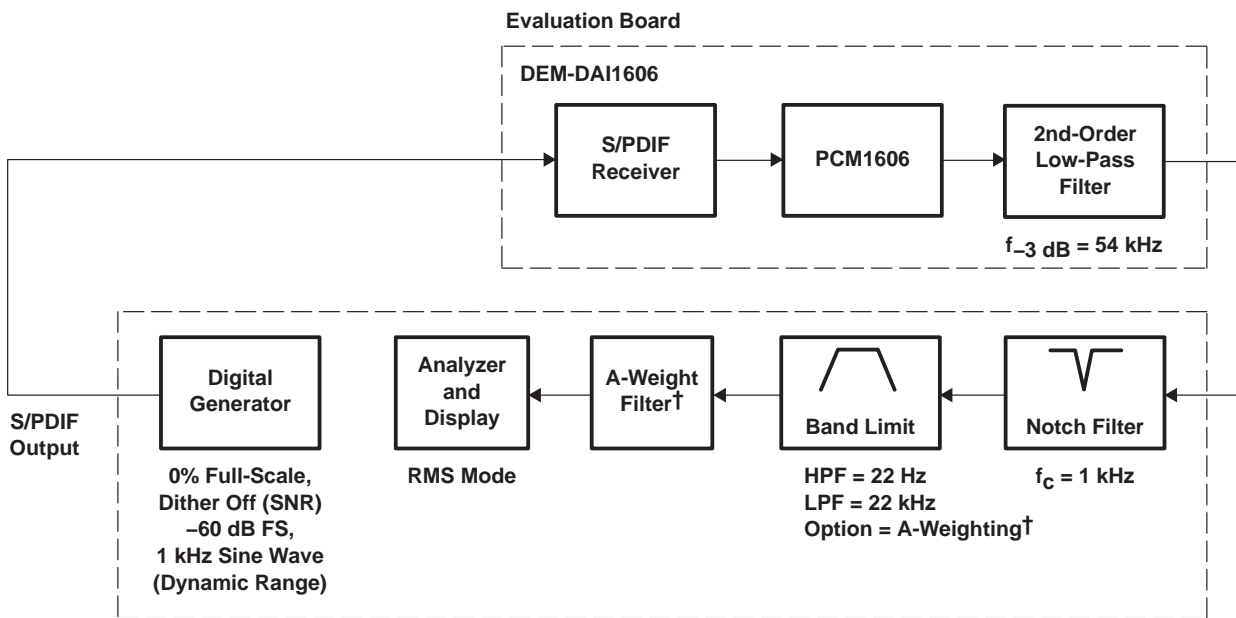 Evaluation Board
DEM-DAI1606
S/PDIF
Receiver
PCM1606
2nd-Order
Low-Pass
Filter
f–3 dB = 54 kHz
S/PDIF
Output
Digital
Generator
0% Full-Scale,
Dither Off (SNR)
–60 dB FS,
1 kHz Sine Wave
(Dynamic Range)
Analyzer
and
Display
RMS Mode
A-Weight
Filter†
Band Limit
HPF = 22 Hz
LPF = 22 kHz
Option = A-Weighting†
Notch Filter
fc = 1 kHz